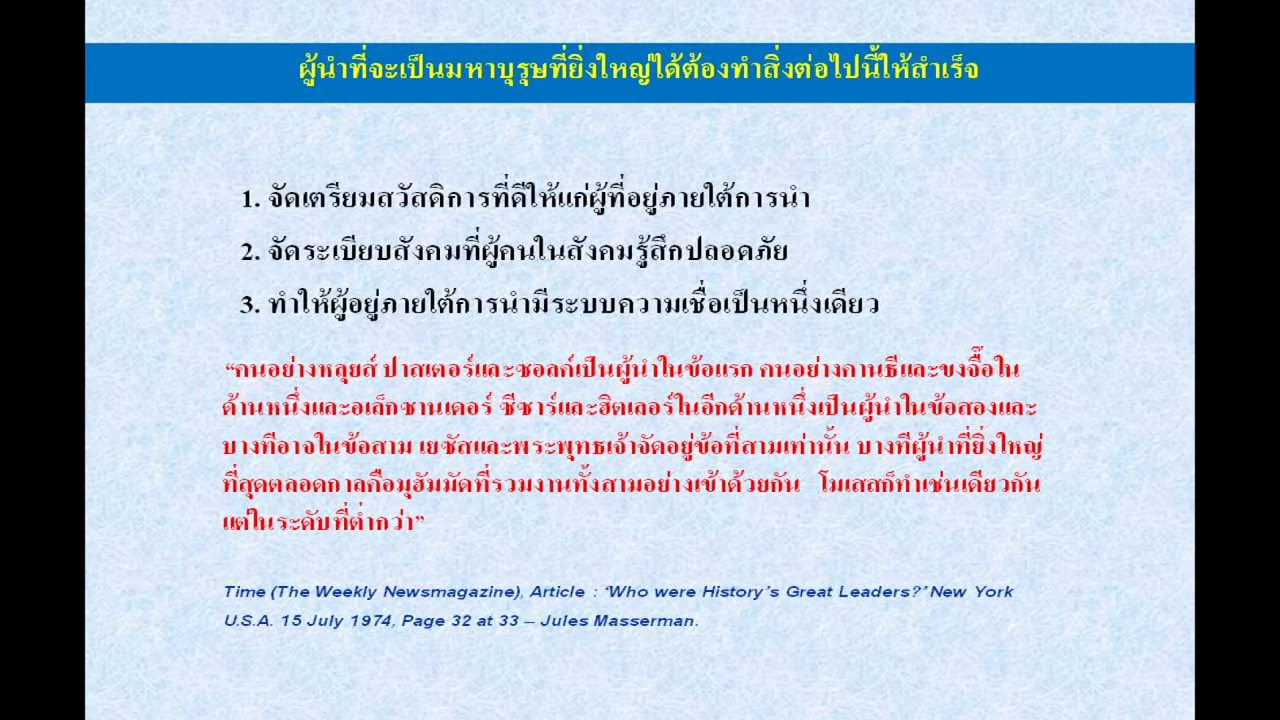 ผู้นำที่จะเป็นมหาบุรุษที่ยิ่งใหญ่ได้ต้องทำสิ่งต่อไปนี้ให้สำเร็จ
1. จัดเตรียมสวัสดิการที่ดีให้แก่ผู้ที่อยู่ภายใต้การนำ
2. จัดระเบียบสังคมที่ผู้คนในสังคมรู้สึกปลอดภัย
3. ทำให้ผู้อยู่ภายใต้การนำมีระบบความเชื่อเป็นหนึ่งเดียว
“คนอย่างหลุยส์ ปาสเตอร์และซอลค์เป็นผู้นำในข้อแรก คนอย่างคานธีและขงจื๊อใน
ด้านหนึ่งและอเล็กซานเดอร์ ซีซาร์และฮิตเลอร์ในอีกด้านหนึ่งเป็นผู้นำในข้อสองและ
บางทีอาจในข้อสาม เยซัสและพระพุทธเจ้าจัดอยู่ข้อที่สามเท่านั้น บางทีผู้นำที่ยิ่งใหญ่
ที่สุดตลอดกาลคือมุฮัมมัดที่รวมงานทั้งสามอย่างเข้าด้วยกัน โมเสสก็ทำเช่นเดียวกัน
แต่ในระดับที่ต่ำกว่า”
Time (The Weekly Newsmagazine), Article : ‘Who were History’s Great Leaders?’ New York
U.S.A. 15 July 1974, Page 32 at 33 – Jules Masserman.